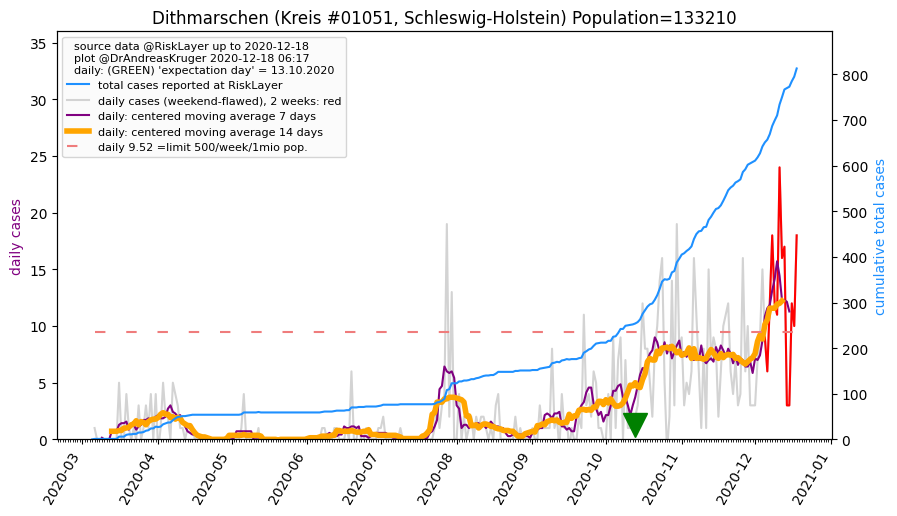 Dithmarschen (Kreis #01051, Schleswig-Holstein) Population=133210
source data @RiskLayer up to 2020-12-18
plot @DrAndreasKruger 2020-12-18 06:17
daily: (GREEN) 'expectation day' = 13.10.2020
total cases reported at RiskLayer
daily cases (weekend-flawed), 2 weeks: red
daily: centered moving average 7 days
daily: centered moving average 14 days
daily 9.52 =limit 500/week/1mio pop.
daily cases
35
30
25
20
15
10
5
0
cumulative total cases
800
700
600
500
400
300
200
100
0
2020-03
2020-04
2020-05
2020-06
2020-07
2020-08
2020-09
2020-10
2020-11
2020-12
2021-01